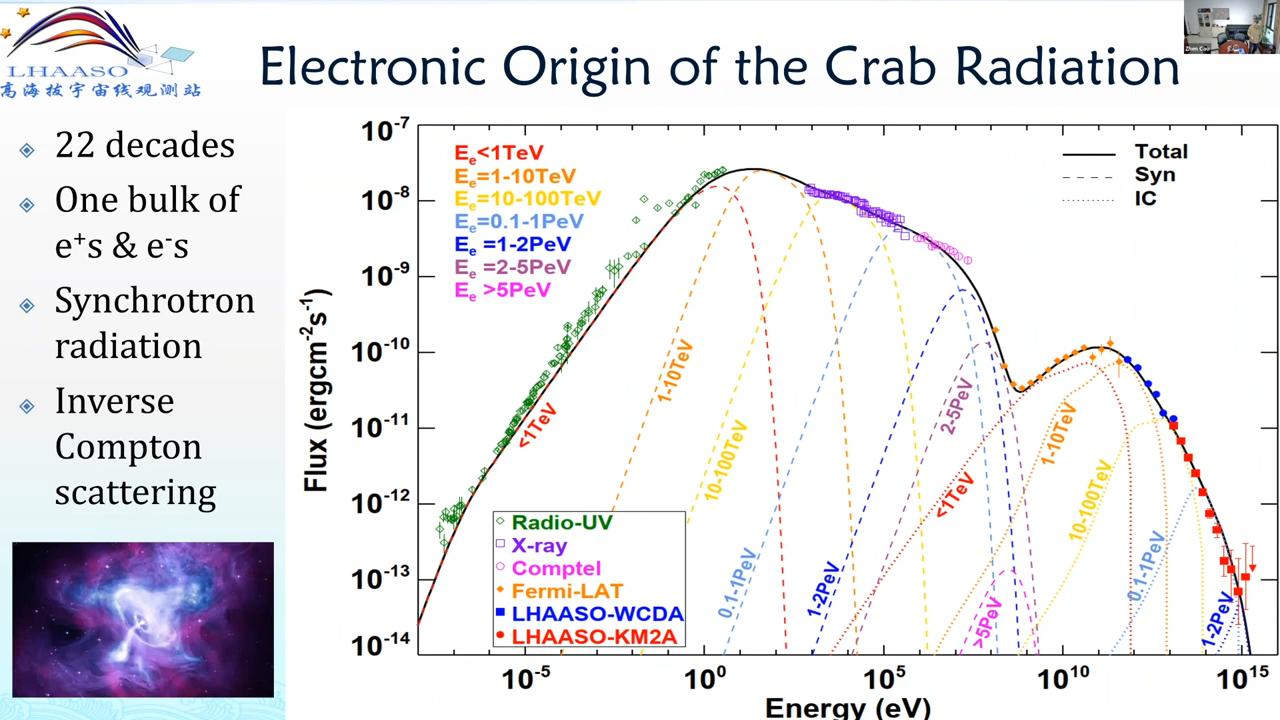 LHAASO
高海拔宇宙线观测站
Electronic Origin of the Crab Radiation
Zhen Cao
22 decades
One bulk of
e⁺s & e⁻s
Synchrotron
radiation
Inverse
Compton
scattering
Flux (ergcm⁻²s⁻¹)
10⁻⁷
10⁻⁸
10⁻⁹
10⁻¹⁰
10⁻¹¹
10⁻¹²
10⁻¹³
10⁻¹⁴
Eₑ<1TeV
Eₑ=1-10TeV
Eₑ=10-100TeV
Eₑ=0.1-1PeV
Eₑ =1-2PeV
Eₑ =2-5PeV
Eₑ >5PeV
Total
Syn
IC
<1TeV
1-10TeV
10-100TeV
0.1-1PeV
1-2PeV
2-5PeV
>5PeV
<1TeV
1-10TeV
10-100TeV
0.1-1PeV
1-2PeV
Radio-UV
X-ray
Comptel
Fermi-LAT
LHAASO-WCDA
LHAASO-KM2A
10⁻⁵
10⁰
10⁵
10¹⁰
10¹⁵
Energy (eV)